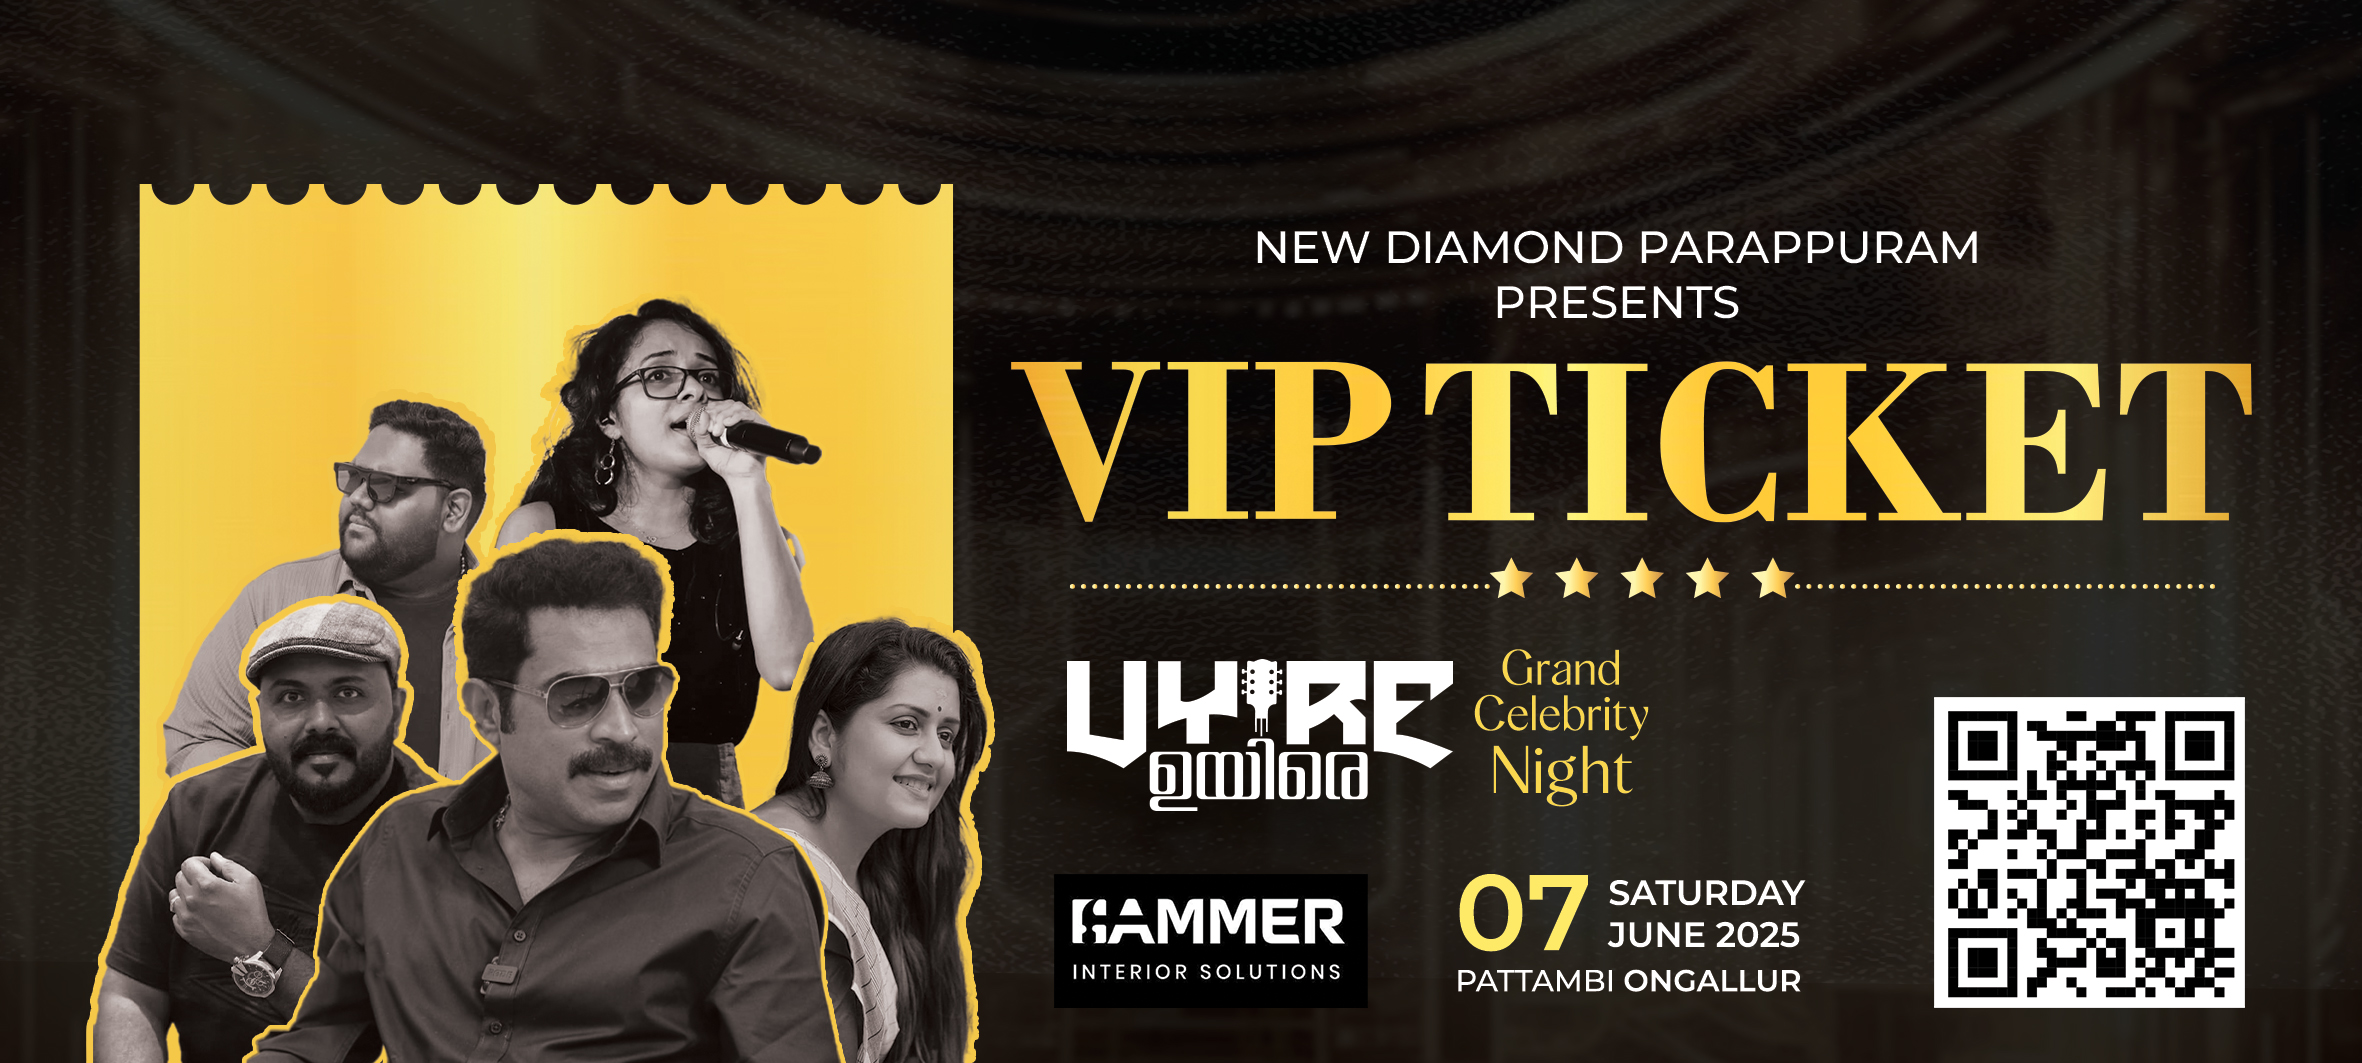 NEW DIAMOND PARAPPURAM
PRESENTS
VIP TICKET
UYIRE
ഉയിരെ
Grand
Celebrity
Night
HAMMER
INTERIOR SOLUTIONS
07 SATURDAY
JUNE 2025
PATTAMBI ONGALLUR